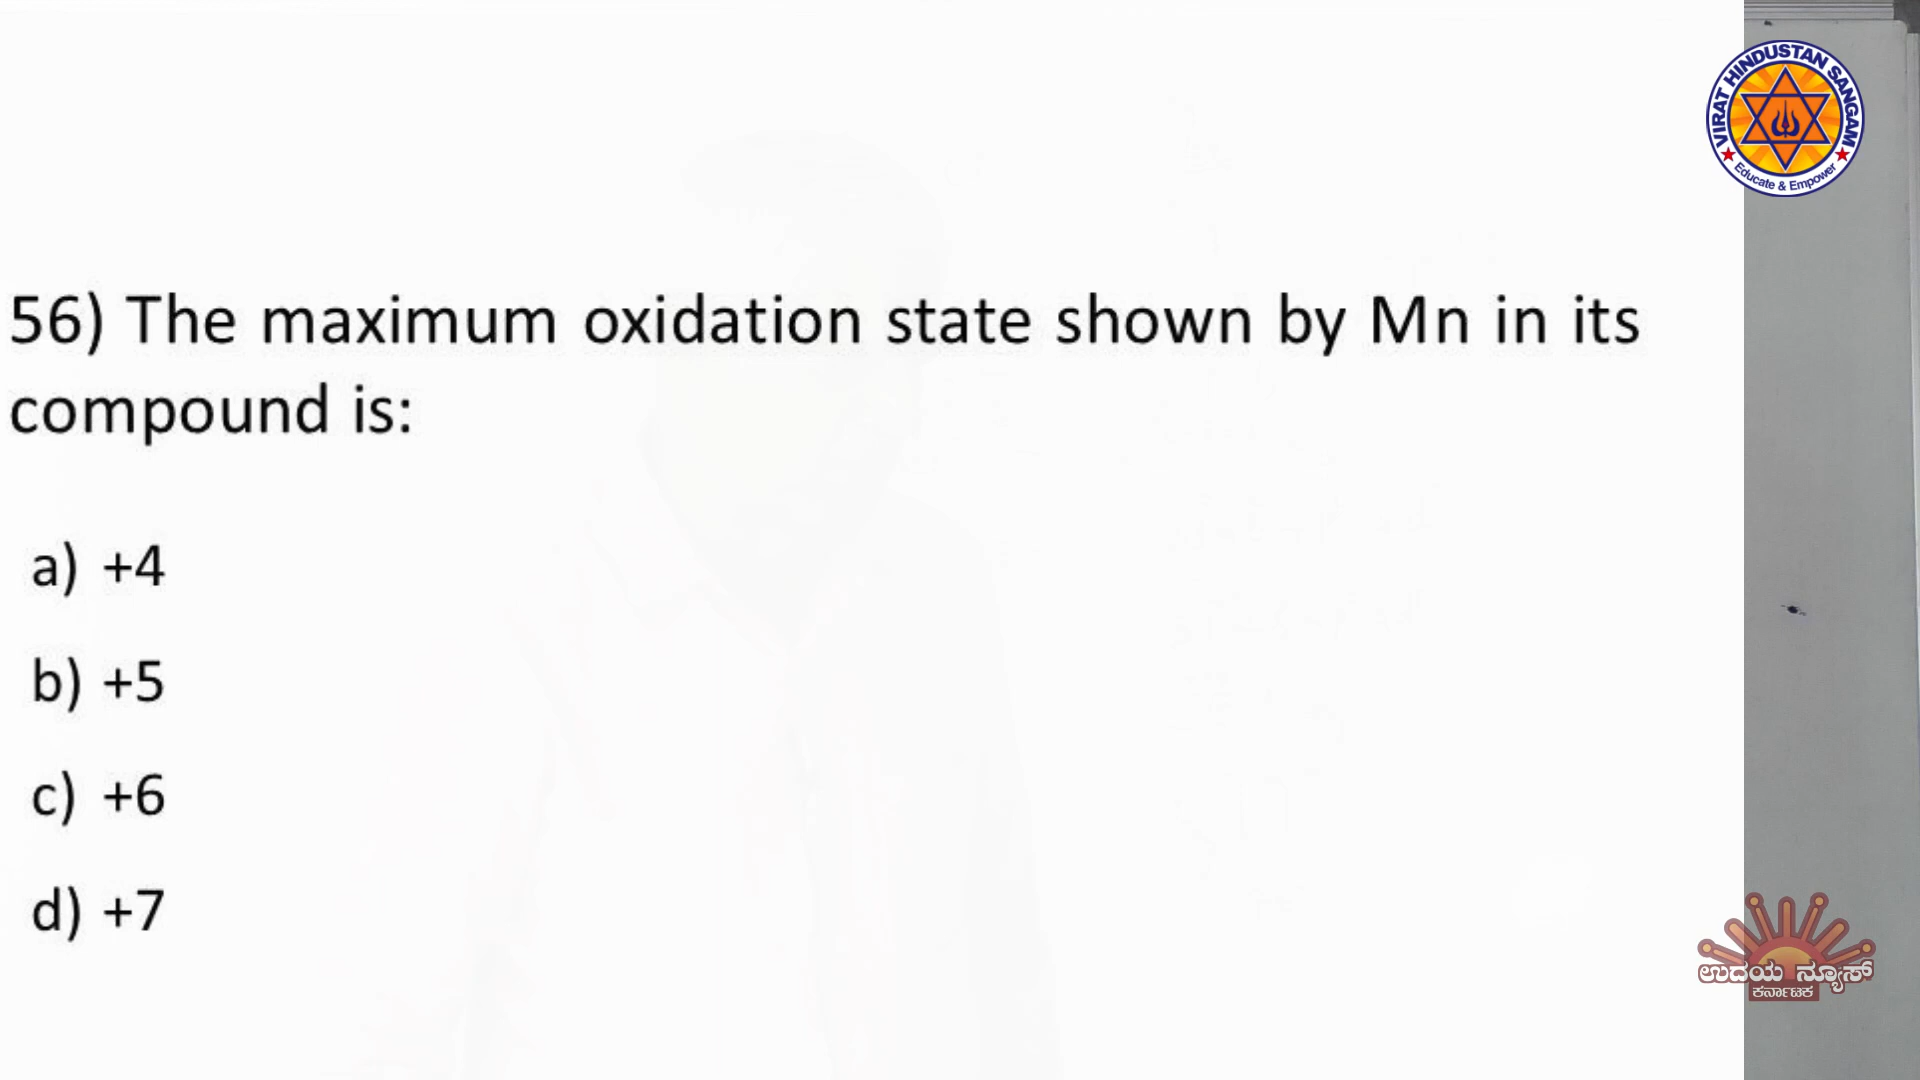 VIRAT HINDUSTAN SANGAM
Educate & Empower
56) The maximum oxidation state shown by Mn in its
compound is:
a) +4
b) +5
c) +6
d) +7
ಉದಯ ನ್ಯೂಸ್
ಕರ್ನಾಟಕ